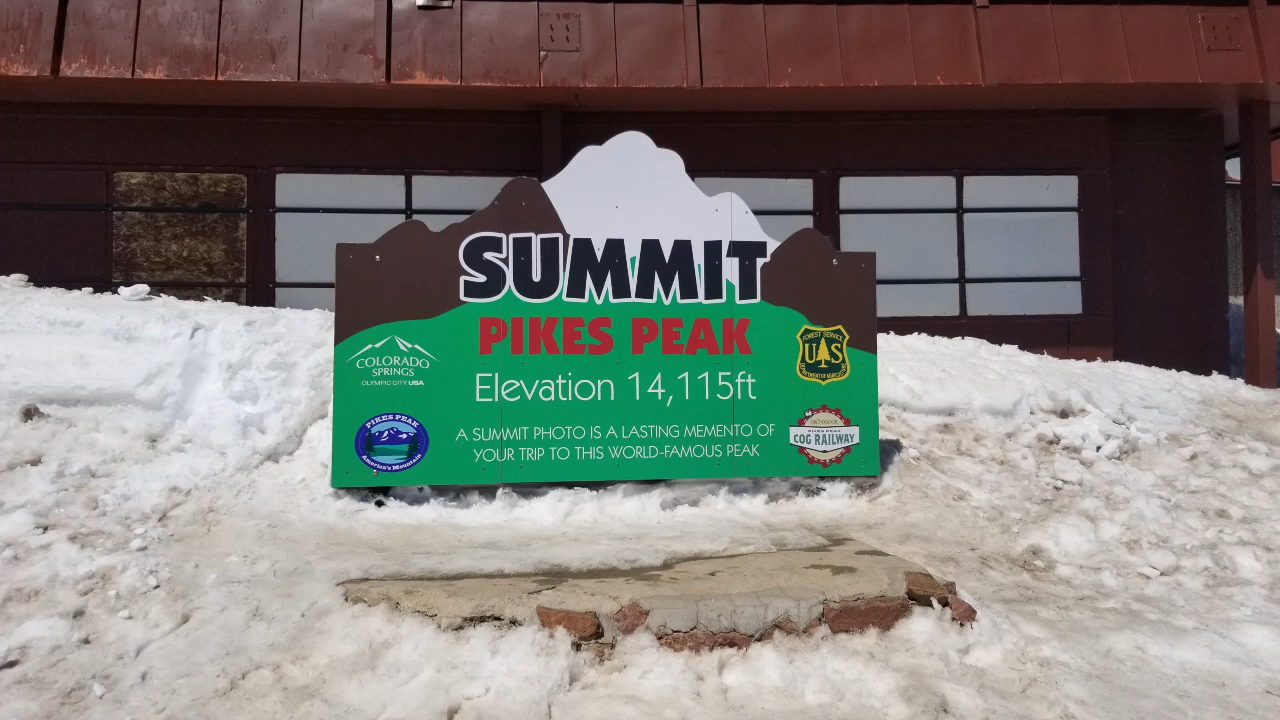 SUMMIT
PIKES PEAK
Elevation 14,115ft
A SUMMIT PHOTO IS A LASTING MEMENTO OF
YOUR TRIP TO THIS WORLD-FAMOUS PEAK
COLORADO
SPRINGS
OLYMPIC CITY USA
PIKES PEAK
America's Mountain
FOREST SERVICE
U S
DEPARTMENT OF AGRICULTURE
PIKES PEAK
COG RAILWAY